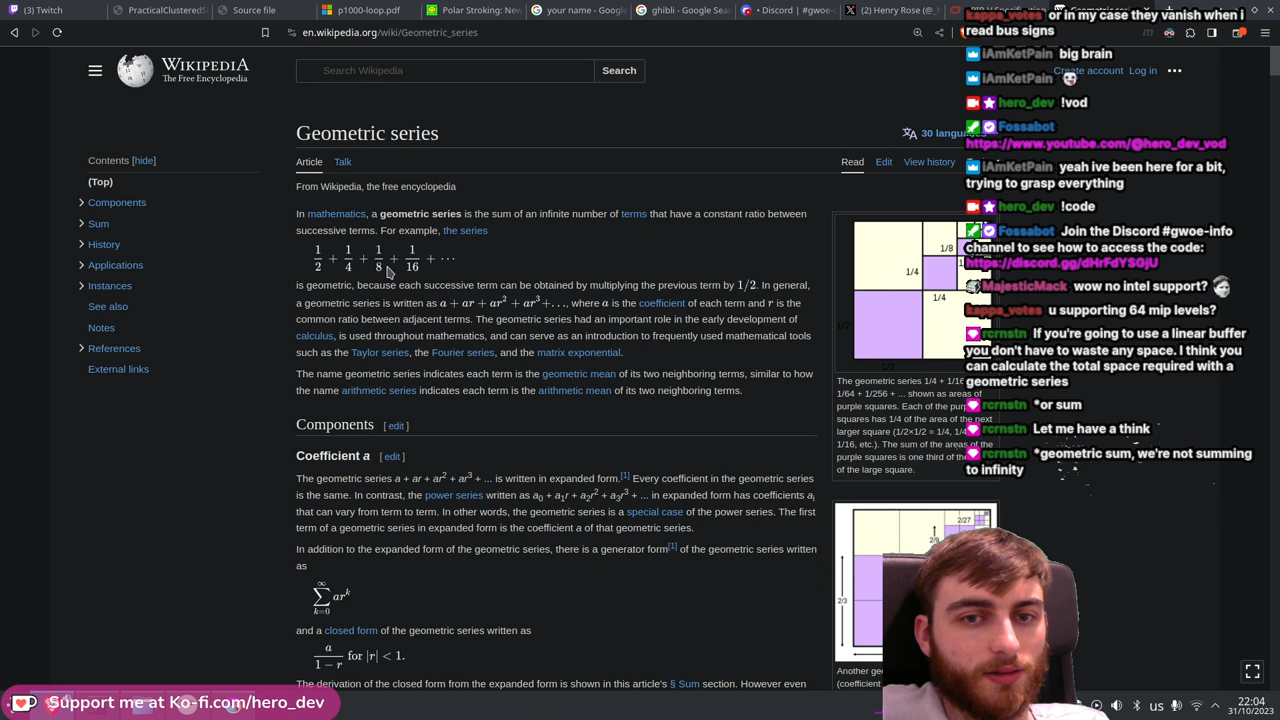 (3) Twitch
PracticalClusteredS
Source file
p1000-loop.pdf
Polar Stroking: New
your name - Google
ghibli - Google Sear
• Discord | #gwoe-
(2) Henry Rose (@_
en.wikipedia.org/wiki/Geometric_series
WIKIPEDIA
The Free Encyclopedia
Search Wikipedia
Search
Create account Log in
Geometric series
30 languages
Article Talk
Read Edit View history
From Wikipedia, the free encyclopedia
Contents [hide]
(Top)
Components
Sum
History
Applications
Instances
See also
Notes
References
External links
In mathematics, a geometric series is the sum of an infinite number of terms that have a constant ratio between
successive terms. For example, the series
1/2 + 1/4 + 1/8 + 1/16 + ···
is geometric, because each successive term can be obtained by multiplying the previous term by 1/2. In general,
series is written as a + ar + ar² + ar³ + ..., where a is the coefficient of each term and r is the
common ratio between adjacent terms. The geometric series had an important role in the early development of
calculus, is used throughout mathematics, and can serve as an introduction to frequently used mathematical tools
such as the Taylor series, the Fourier series, and the matrix exponential.
The name geometric series indicates each term is the geometric mean of its two neighboring terms, similar to how
the name arithmetic series indicates each term is the arithmetic mean of its two neighboring terms.
Components [ edit ]
Coefficient a [ edit ]
The geometric series a + ar + ar² + ar³ + ... is written in expanded form.[1] Every coefficient in the geometric series
is the same. In contrast, the power series written as a₀ + a₁r + a₂r² + a₃r³ + ... in expanded form has coefficients aᵢ
that can vary from term to term. In other words, the geometric series is a special case of the power series. The first
term of a geometric series in expanded form is the coefficient a of that geometric series.
In addition to the expanded form of the geometric series, there is a generator form[1] of the geometric series written
as
∞
∑ arᵏ
k=0
and a closed form of the geometric series written as
a/(1 − r) for |r| < 1.
The derivation of the closed form from the expanded form is shown in this article's § Sum section. However even
1/8
1/4
1/4
1/2
1/2
The geometric series 1/4 + 1/16
1/64 + 1/256 + ... shown as areas of
purple squares. Each of the purp
squares has 1/4 of the area of the next
larger square (1/2×1/2 = 1/4, 1/4
1/16, etc.). The sum of the areas of the
purple squares is one third of the
of the large square.
2/27
2/9
2/3
Another geo
(coefficient
kappa_votes or in my case they vanish when i
read bus signs
iAmKetPain big brain
iAmKetPain
hero_dev !vod
Fossabot
https://www.youtube.com/@hero_dev_vod
iAmKetPain yeah ive been here for a bit,
trying to grasp everything
hero_dev !code
Fossabot Join the Discord #gwoe-info
channel to see how to access the code:
https://discord.gg/dHrFdYSGjU
MajesticMack wow no intel support?
kappa_votes u supporting 64 mip levels?
rcrnstn If you're going to use a linear buffer
you don't have to waste any space. I think you
can calculate the total space required with a
geometric series
rcrnstn *or sum
rcrnstn Let me have a think
rcrnstn *geometric sum, we're not summing
to infinity
Support me at Ko-fi.com/hero_dev
US
22:04
31/10/2023